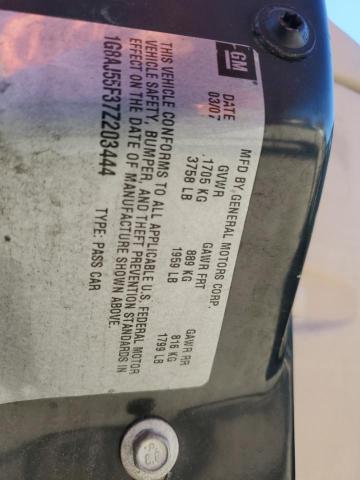 GM
MFD BY GENERAL MOTORS CORP.
DATE GVWR GAWR FRT GAWR RR
03/07 1705 KG 889 KG 816 KG
3758 LB 1959 LB 1799 LB
THIS VEHICLE CONFORMS TO ALL APPLICABLE U.S. FEDERAL MOTOR
VEHICLE SAFETY, BUMPER, AND THEFT PREVENTION STANDARDS IN
EFFECT ON THE DATE OF MANUFACTURE SHOWN ABOVE.
1G8AJ55F37Z203444 TYPE: PASS CAR